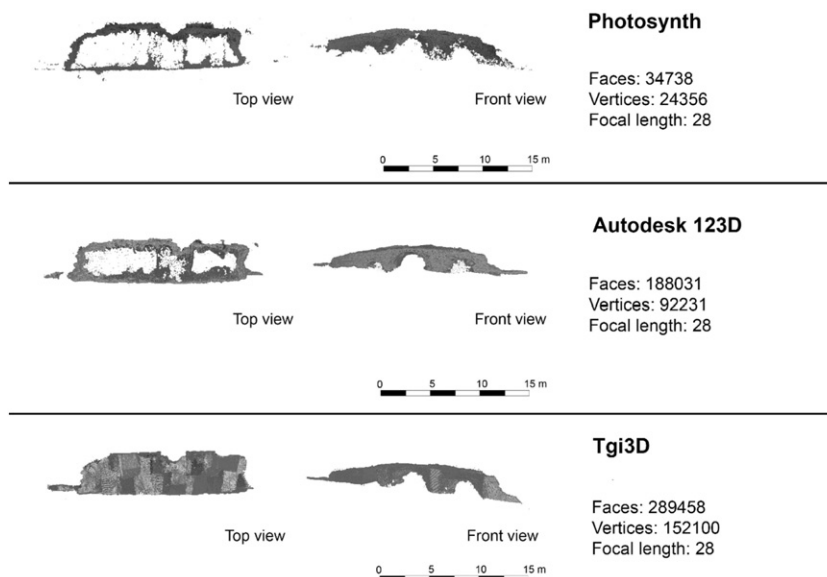 Photosynth
Faces: 34738
Vertices: 24356
Focal length: 28
Top view
Front view
0 5 10 15 m
Autodesk 123D
Faces: 188031
Vertices: 92231
Focal length: 28
Top view
Front view
0 5 10 15 m
Tgi3D
Faces: 289458
Vertices: 152100
Focal length: 28
Top view
Front view
0 5 10 15 m